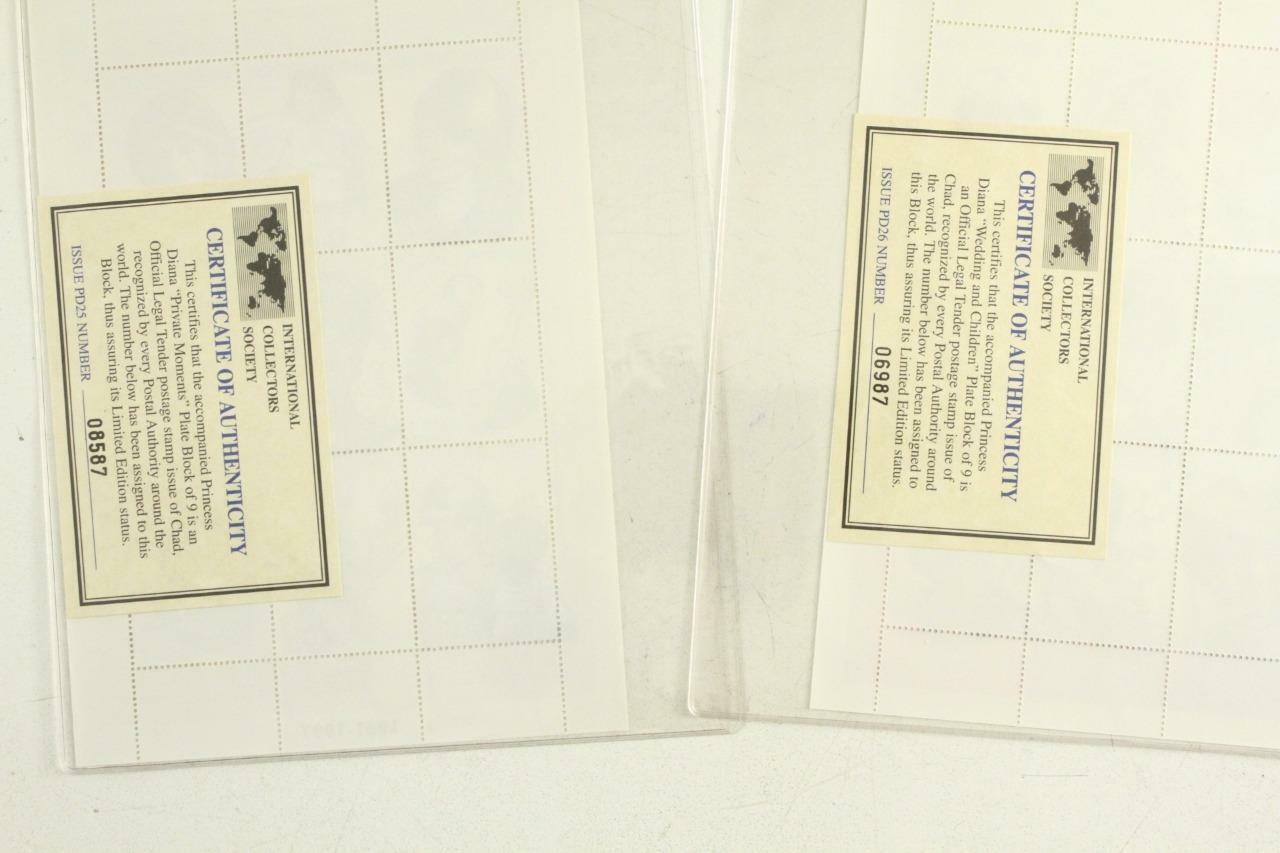 INTERNATIONAL
COLLECTORS
SOCIETY
CERTIFICATE OF AUTHENTICITY
This certifies that the accompanied Princess
Diana “Private Moments” Plate Block of 9 is an
Official Legal Tender postage stamp issue of Chad,
recognized by every Postal Authority around the
world. The number below has been assigned to this
Block, thus assuring its Limited Edition status.
ISSUE PD25 NUMBER 08587
INTERNATIONAL
COLLECTORS
SOCIETY
CERTIFICATE OF AUTHENTICITY
This certifies that the accompanied Princess
Diana “Wedding and Children” Plate Block of 9 is
an Official Legal Tender postage stamp issue of
Chad, recognized by every Postal Authority around
the world. The number below has been assigned to
this Block, thus assuring its Limited Edition status.
ISSUE PD26 NUMBER 06987